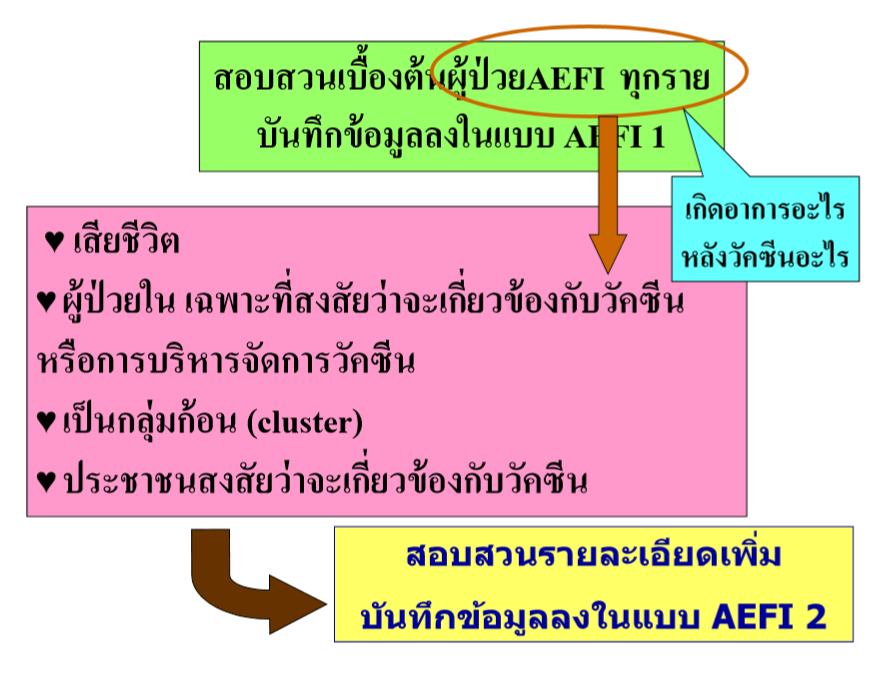 สอบสวนเบื้องต้นผู้ป่วยAEFI ทุกราย
บันทึกข้อมูลลงในแบบ AEFI 1
เกิดอาการอะไร
หลังวัคซีนอะไร
♥ เสียชีวิต
♥ ผู้ป่วยใน เฉพาะที่สงสัยว่าจะเกี่ยวข้องกับวัคซีน
หรือการบริหารจัดการวัคซีน
♥ เป็นกลุ่มก้อน (cluster)
♥ ประชาชนสงสัยว่าจะเกี่ยวข้องกับวัคซีน
สอบสวนรายละเอียดเพิ่ม
บันทึกข้อมูลลงในแบบ AEFI 2